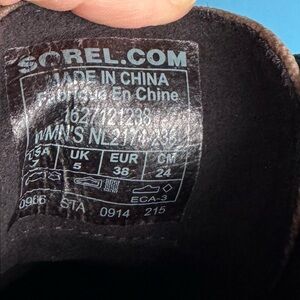 SOREL.COM
MADE IN CHINA
Fabriqué En Chine
WMN'S
USA UK EUR CM
7 5 38 24
ECA-3
STA 0914 215